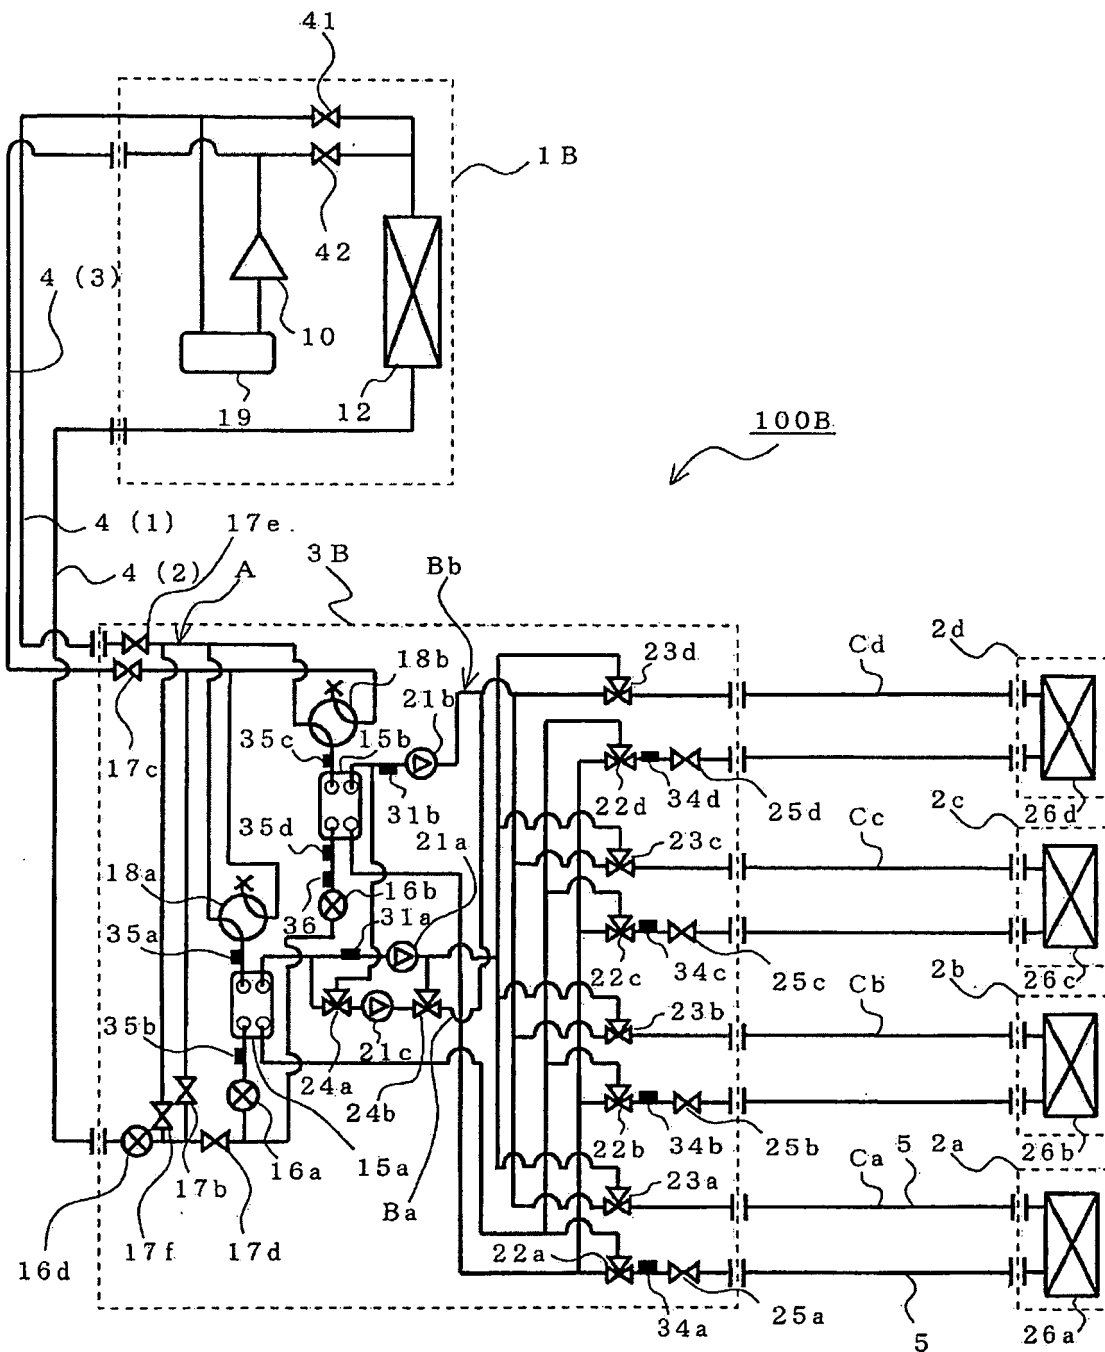 41
1B
42
4 (3)
10
19
12
100B
4 (1)
17e.
4 (2)
A
3B
Bb
18b
21b
23d
Cd
2d
35c
15b
17c
31b
22d
34d
25d
26d
35d
21a
23c
Cc
2c
18a
36
16b
31a
35a
22c
34c
25c
26c
35b
24a
21c
24b
23b
Cb
2b
22b
34b
25b
26b
16a
15a
17b
Ba
23a
Ca
5
2a
16d
17f
17d
22a
34a
25a
5
26a